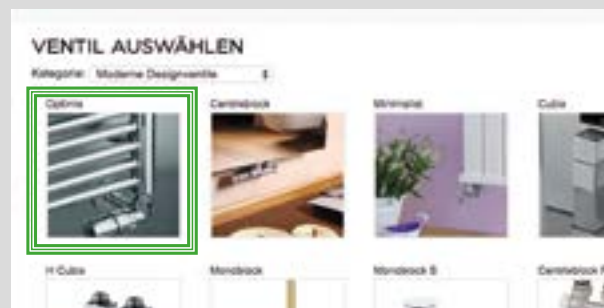 VENTIL AUSWÄHLEN
Kategorie: Moderne Designventile
Optima Centreblock Minimalist Cubis
H Cubis Monoblock Monoblock B